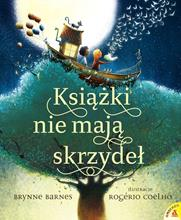 Książki
nie mają
skrzydeł
BRYNNE BARNES
ilustracje
ROGÉRIO COELHO